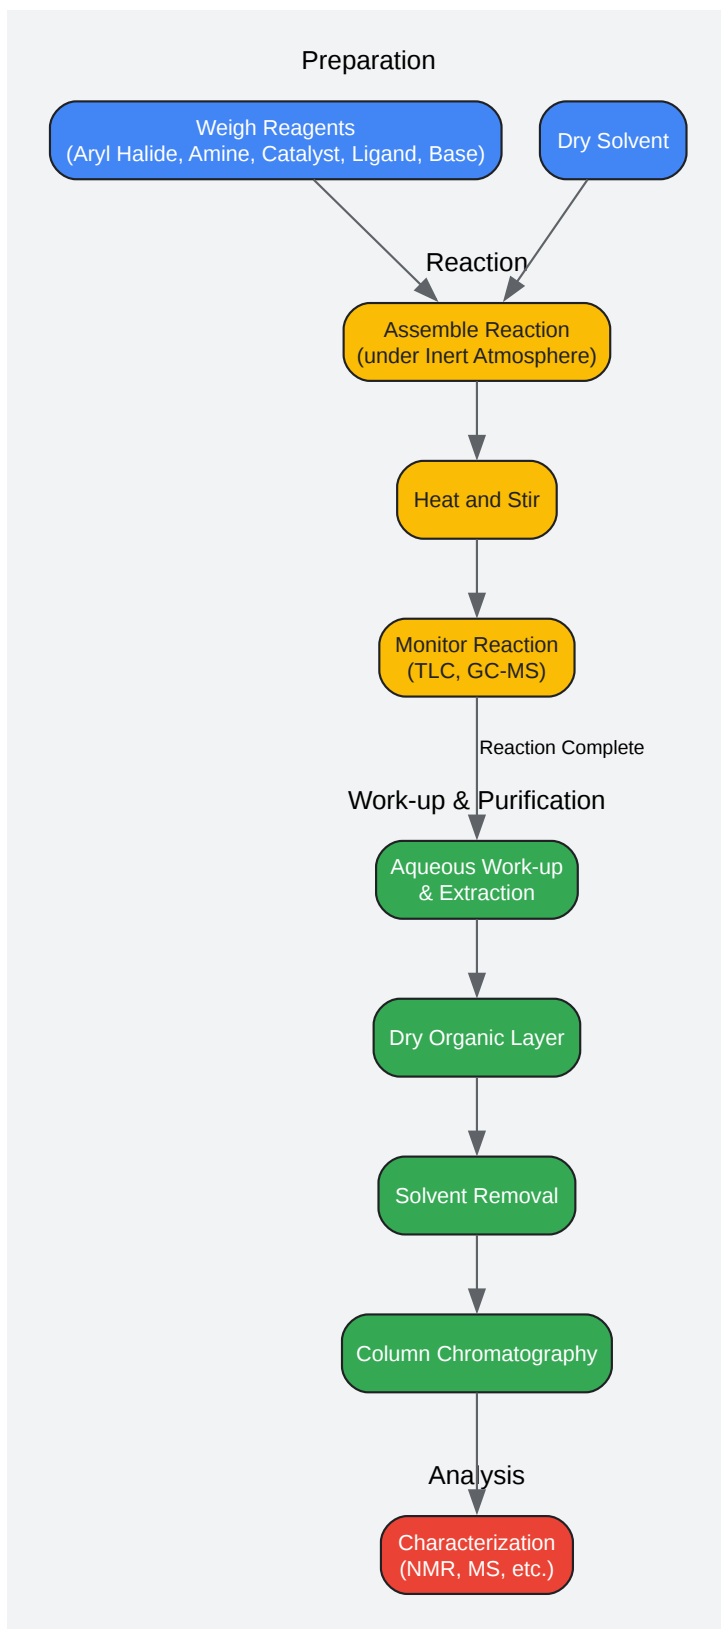 Preparation
Weigh Reagents
(Aryl Halide, Amine, Catalyst, Ligand, Base)
Dry Solvent
Reaction
Assemble Reaction
(under Inert Atmosphere)
Heat and Stir
Monitor Reaction
(TLC, GC-MS)
Reaction Complete
Work-up & Purification
Aqueous Work-up
& Extraction
Dry Organic Layer
Solvent Removal
Column Chromatography
Analysis
Characterization
(NMR, MS, etc.)